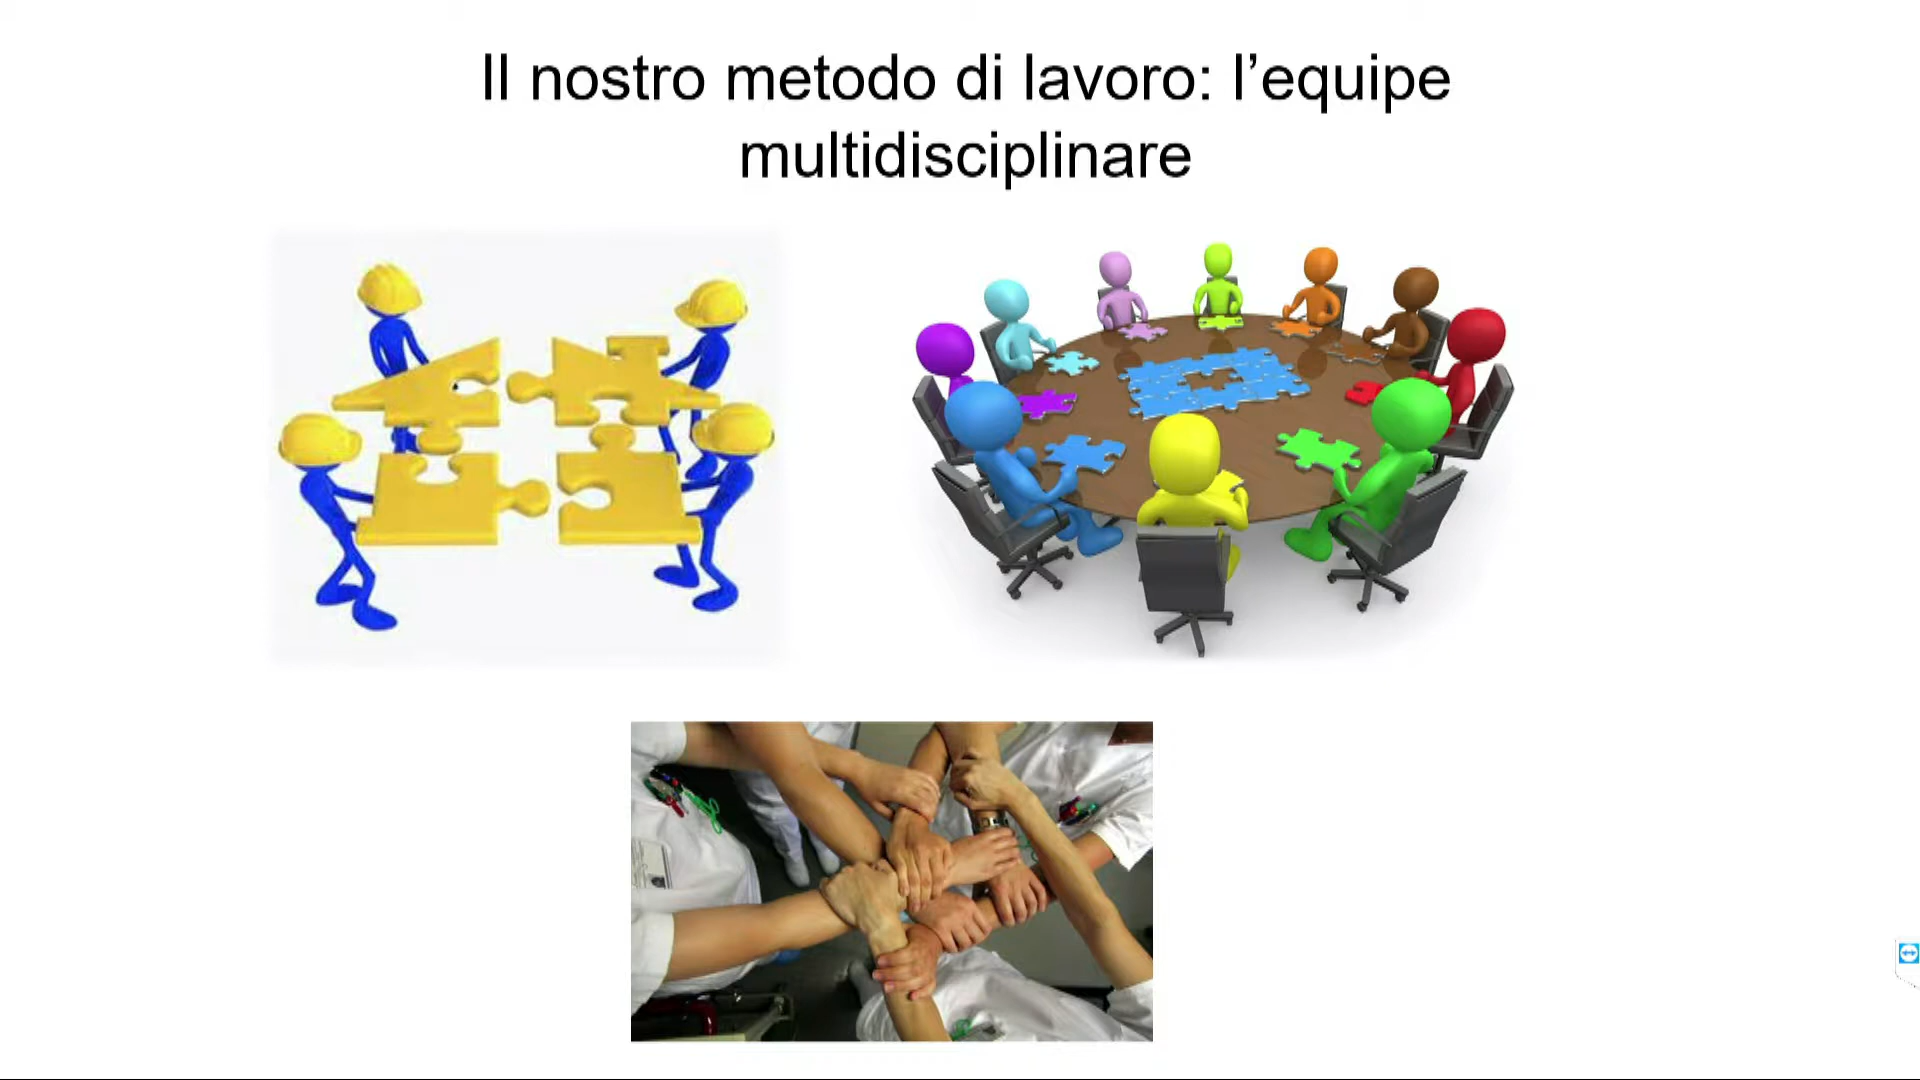 Il nostro metodo di lavoro: l’equipe
multidisciplinare